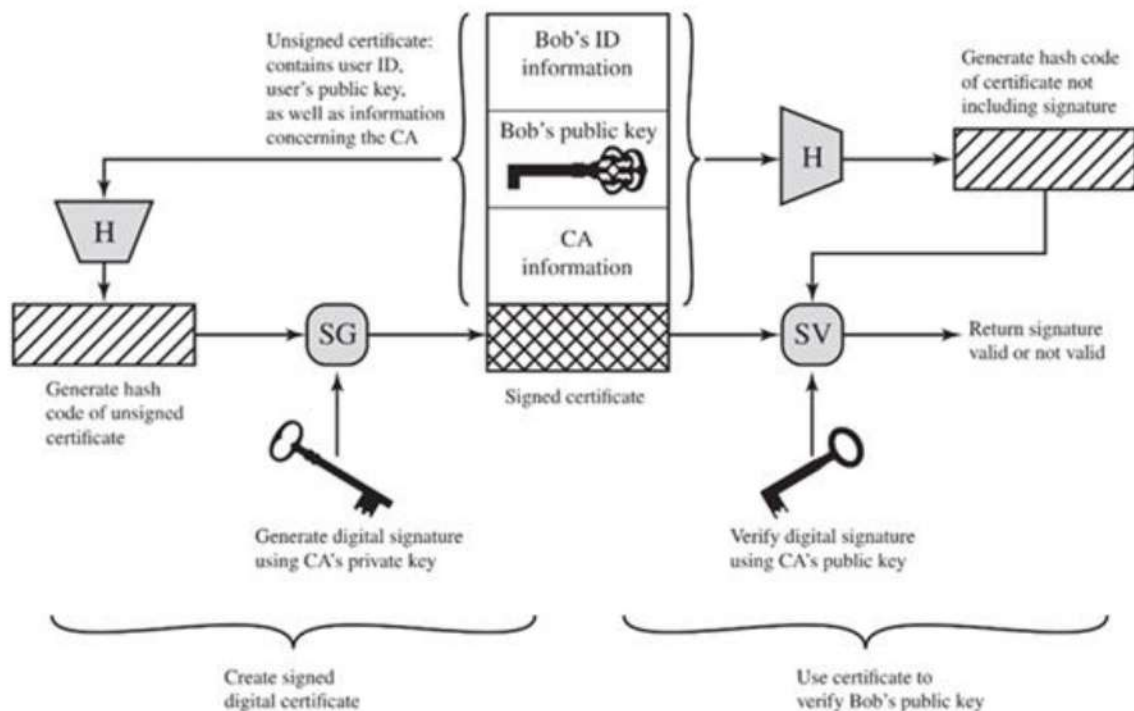 Unsigned certificate:
contains user ID,
user's public key,
as well as information
concerning the CA
Bob's ID
information
Bob's public key
CA
information
Generate hash code
of certificate not
including signature
H
H
SG
SV
Generate hash
code of unsigned
certificate
Signed certificate
Return signature
valid or not valid
Generate digital signature
using CA's private key
Verify digital signature
using CA's public key
Create signed
digital certificate
Use certificate to
verify Bob's public key